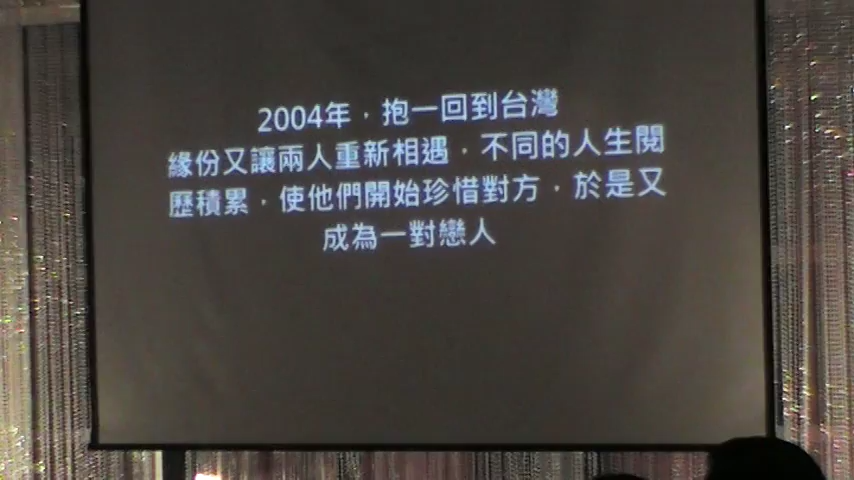 2004年，抱一回到台灣
緣份又讓兩人重新相遇，不同的人生閱
歷積累，使他們開始珍惜對方，於是又
成為一對戀人